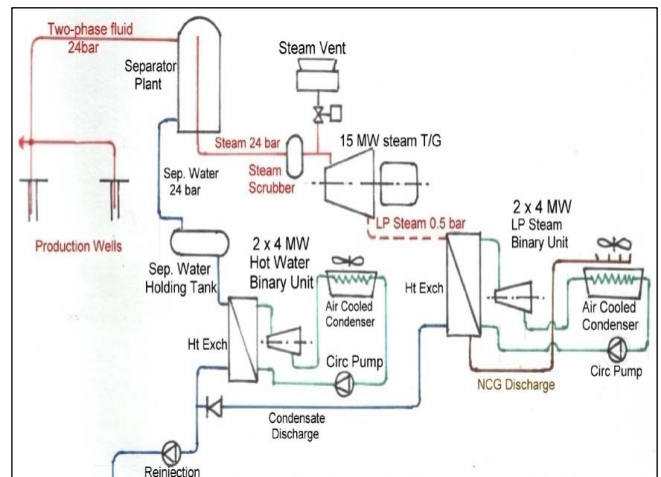 Two-phase fluid
24bar
Separator
Plant
Steam Vent
Steam 24 bar
Steam
Scrubber
15 MW steam T/G
Sep. Water
24 bar
Production Wells
LP Steam 0.5 bar
2 x 4 MW
LP Steam
Binary Unit
Sep. Water
Holding Tank
2 x 4 MW
Hot Water
Binary Unit
Air Cooled
Condenser
Ht Exch
Air Cooled
Condenser
Ht Exch
Circ Pump
Circ Pump
NCG Discharge
Condensate
Discharge
Reinjection